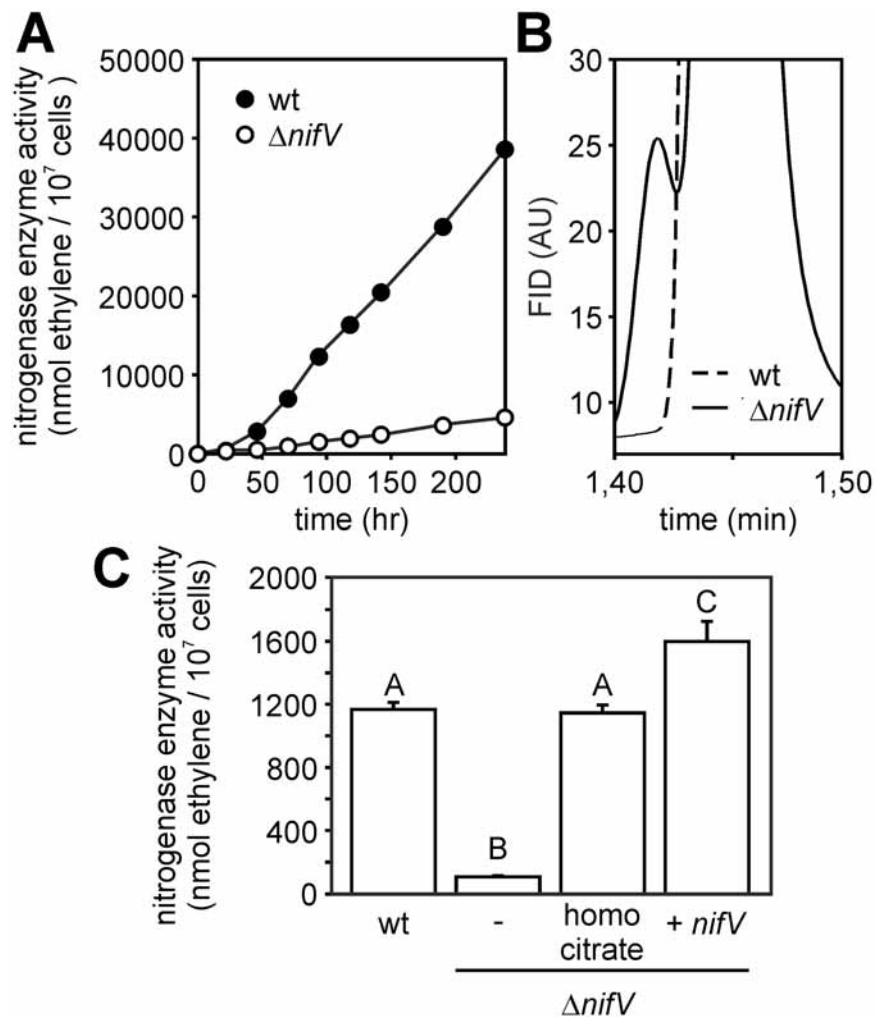 A
nitrogenase enzyme activity
(nmol ethylene / 10⁷ cells)
50000
40000
30000
20000
10000
0
wt
ΔnifV
0 50 100 150 200
time (hr)
B
FID (AU)
30
25
20
15
10
wt
ΔnifV
1,40 1,50
time (min)
C
nitrogenase enzyme activity
(nmol ethylene / 10⁷ cells)
2000
1600
1200
800
400
0
A
B
A
C
wt
-
homo
citrate
+ nifV
ΔnifV